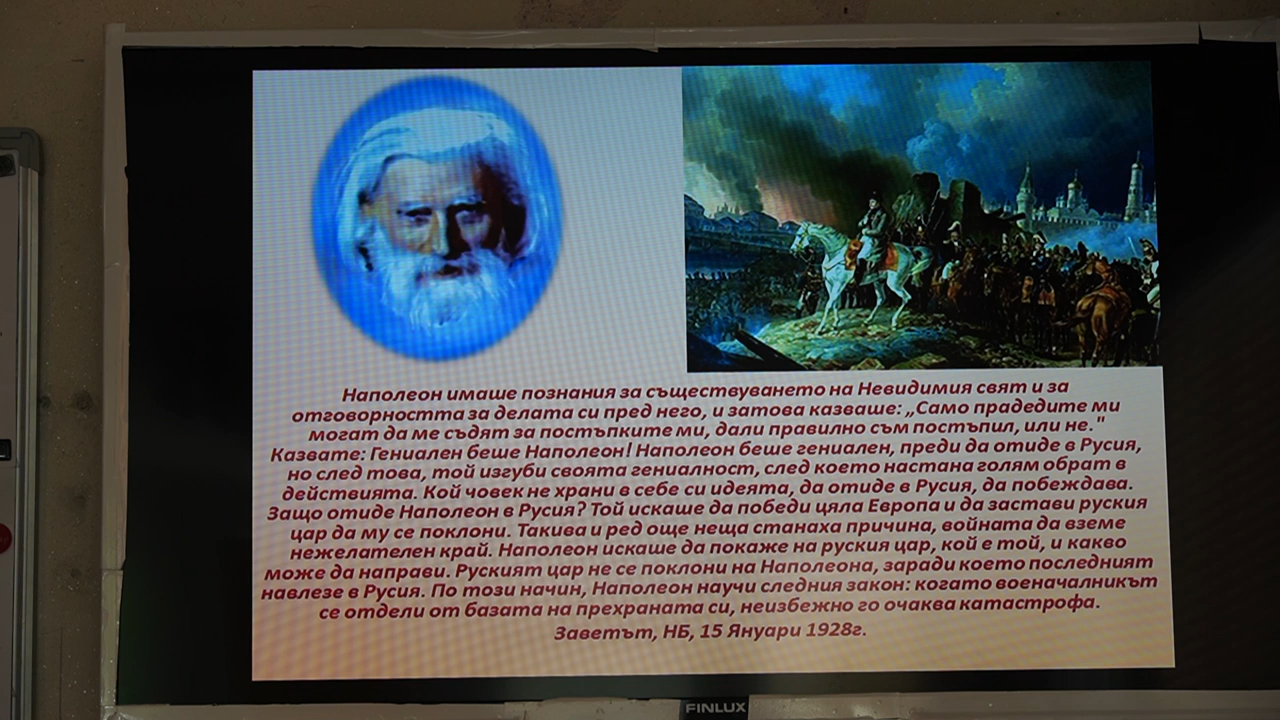 Наполеон имаше познания за съществуването на Невидимия свят и за
отговорността за делата си пред него, и затова казваше: „Само прадедите ми
могат да ме съдят за постъпките ми, дали правилно съм постъпил, или не."
Казвате: Гениален беше Наполеон! Наполеон беше гениален, преди да отиде в Русия,
но след това, той изгуби своята гениалност, след което настана голям обрат в
действията. Кой човек не храни в себе си идеята, да отиде в Русия, да побеждава.
Защо отиде Наполеон в Русия? Той искаше да победи цяла Европа и да застави руския
цар да му се поклони. Такива и ред още неща станаха причина, войната да вземе
нежелателен край. Наполеон искаше да покаже на руския цар, кой е той, и какво
може да направи. Руският цар не се поклони на Наполеона, заради което последният
навлезе в Русия. По този начин, Наполеон научи следния закон: когато военачалникът
се отдели от базата на прехраната си, неизбежно го очаква катастрофа.
Заветът, НБ, 15 Януари 1928г.
FINLUX